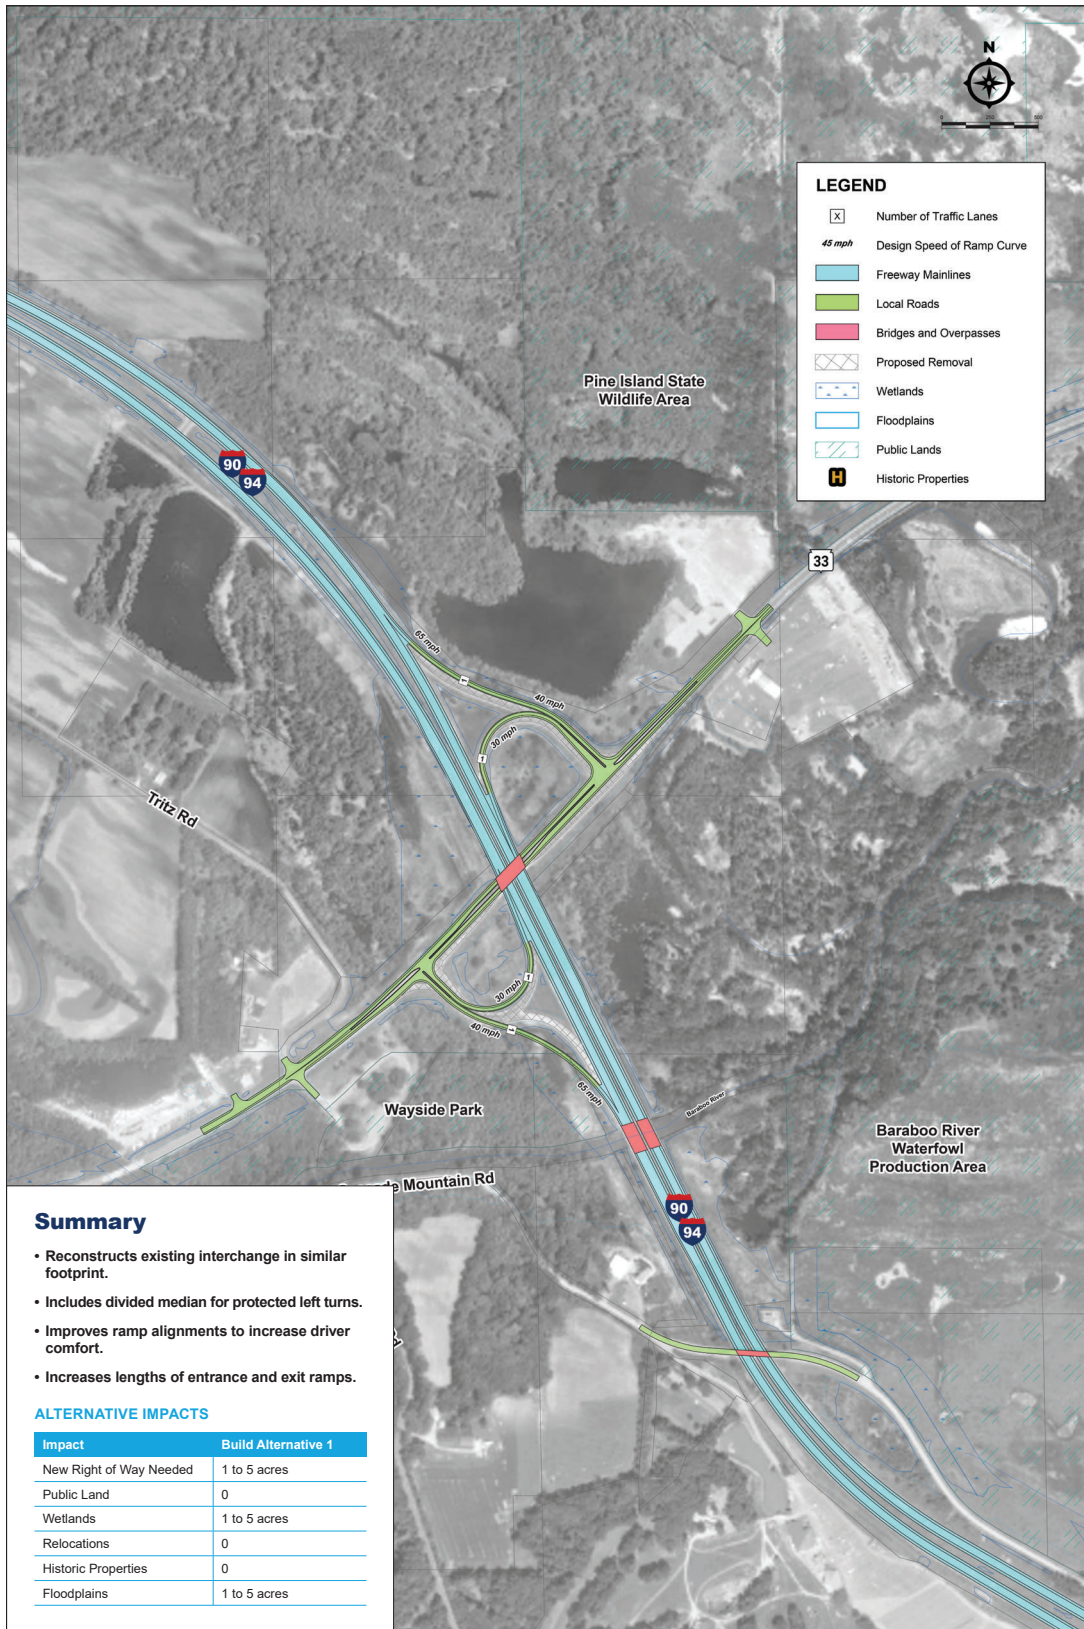 N
0 250 500
LEGEND
X Number of Traffic Lanes
45 mph Design Speed of Ramp Curve
Freeway Mainlines
Local Roads
Bridges and Overpasses
Proposed Removal
Wetlands
Floodplains
Public Lands
H Historic Properties
Pine Island State
Wildlife Area
90
94
33
65 mph
1
40 mph
30 mph
1
Tritz Rd
1
30 mph
40 mph
1
65 mph
Wayside Park
Baraboo River
Baraboo River
Waterfowl
Production Area
Mountain Rd
90
94
Summary
• Reconstructs existing interchange in similar
footprint.
• Includes divided median for protected left turns.
• Improves ramp alignments to increase driver
comfort.
• Increases lengths of entrance and exit ramps.
ALTERNATIVE IMPACTS
Impact Build Alternative 1
New Right of Way Needed 1 to 5 acres
Public Land 0
Wetlands 1 to 5 acres
Relocations 0
Historic Properties 0
Floodplains 1 to 5 acres